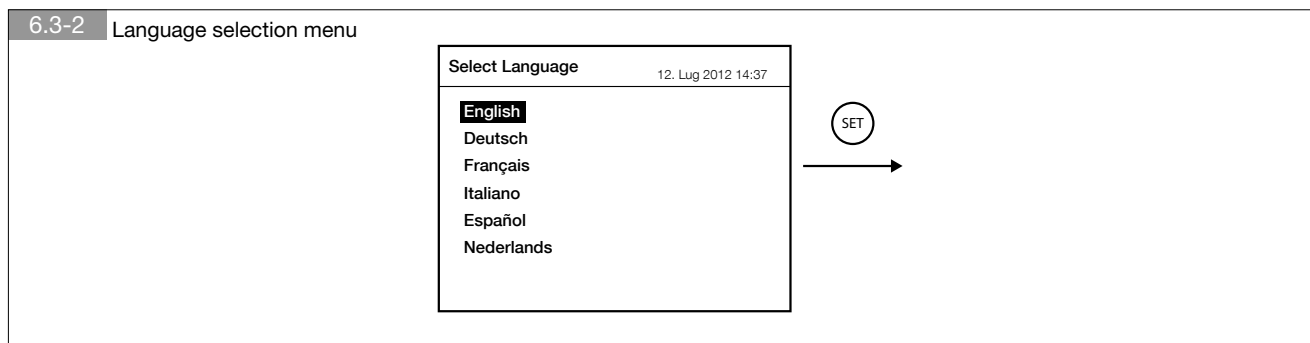 6.3-2 Language selection menu
Select Language 12. Lug 2012 14:37
English
Deutsch
Français
Italiano
Español
Nederlands
SET